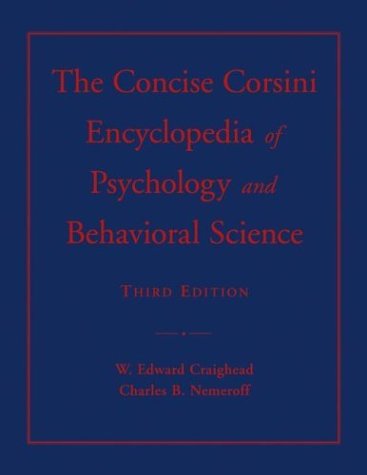 The Concise Corsini
Encyclopedia of
Psychology and
Behavioral Science
Third Edition
W. Edward Craighead
Charles B. Nemeroff